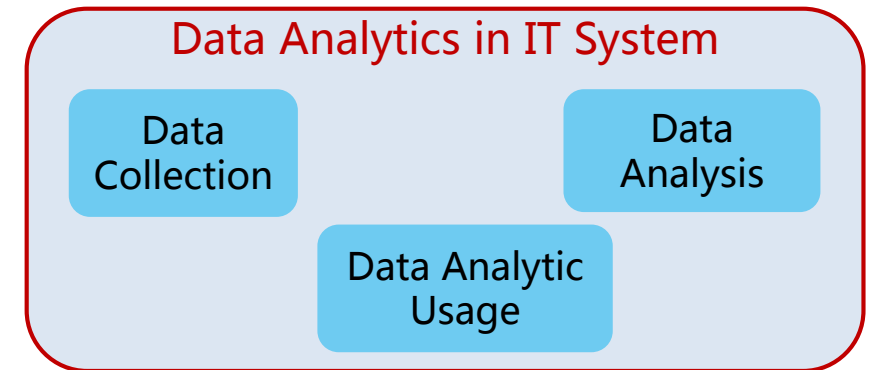 Data Analytics in IT System
Data
Collection
Data
Analysis
Data Analytic
Usage